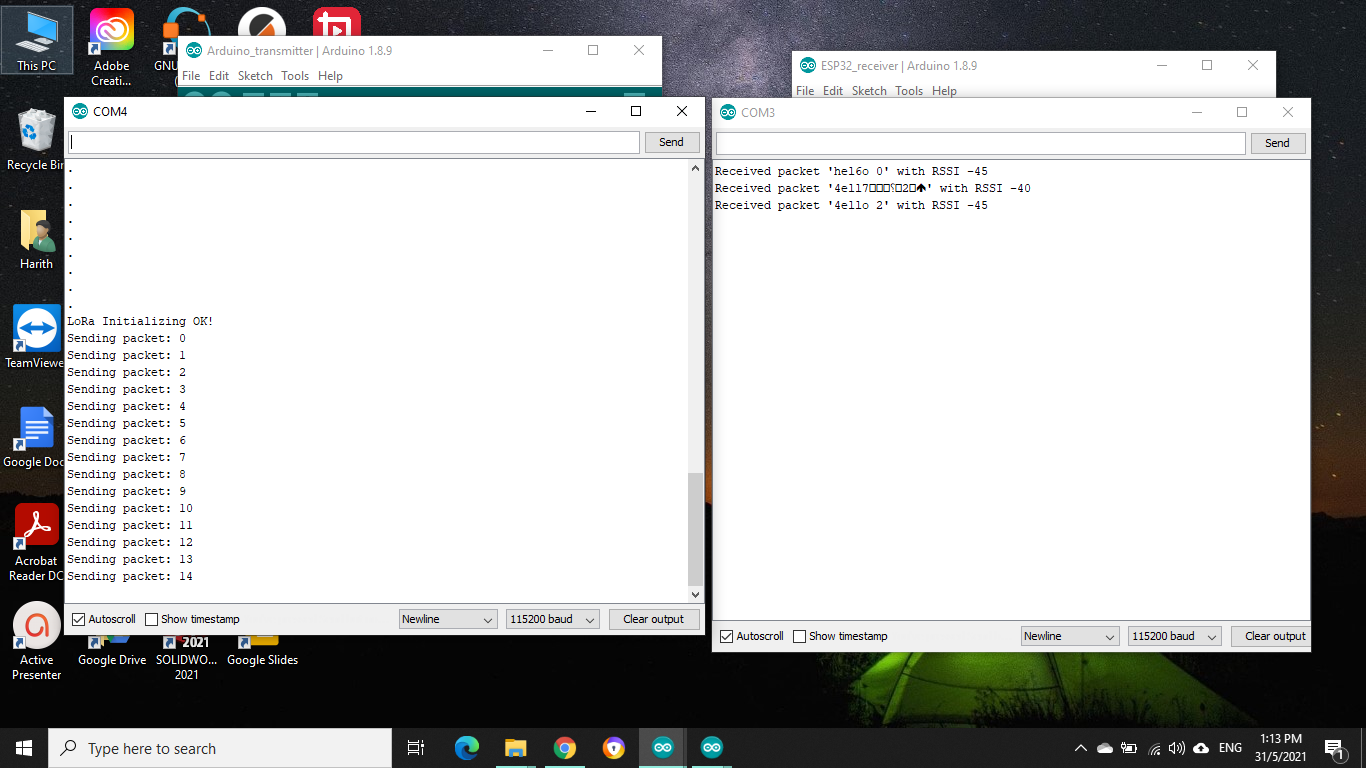 This PC
Adobe
Creati...
GNU
Arduino_transmitter | Arduino 1.8.9
File Edit Sketch Tools Help
ESP32_receiver | Arduino 1.8.9
File Edit Sketch Tools Help
COM4
Send
.
.
.
.
.
.
.
.
.
LoRa Initializing OK!
Sending packet: 0
Sending packet: 1
Sending packet: 2
Sending packet: 3
Sending packet: 4
Sending packet: 5
Sending packet: 6
Sending packet: 7
Sending packet: 8
Sending packet: 9
Sending packet: 10
Sending packet: 11
Sending packet: 12
Sending packet: 13
Sending packet: 14
Autoscroll Show timestamp Newline 115200 baud Clear output
COM3
Send
Received packet 'hel6o 0' with RSSI -45
Received packet '4ell7□□□␦□2□🡹' with RSSI -40
Received packet '4ello 2' with RSSI -45
Autoscroll Show timestamp Newline 115200 baud Clear output
Recycle Bin
Harith
TeamViewe
Google Doc
Acrobat
Reader DC
Active
Presenter
Google Drive
2021
SOLIDWO...
2021
Google Slides
Type here to search
ENG
1:13 PM
31/5/2021
1